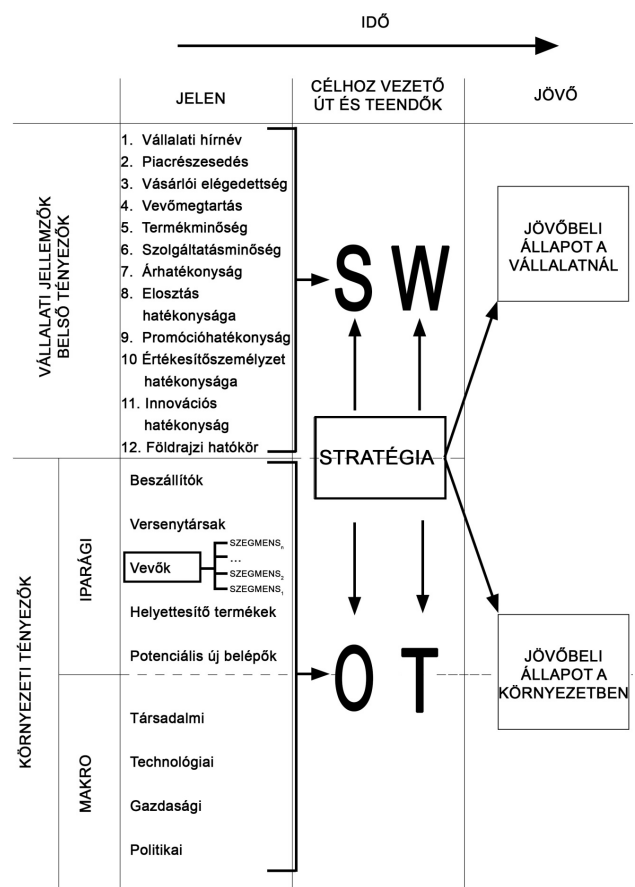 IDŐ
JELEN
CÉLHOZ VEZETŐ
ÚT ÉS TEENDŐK
JÖVŐ
VÁLLALATI JELLEMZŐK
BELSŐ TÉNYEZŐK
1. Vállalati hírnév
2. Piacrészesedés
3. Vásárlói elégedettség
4. Vevőmegtartás
5. Termékminőség
6. Szolgáltatásminőség
7. Árhatékonyság
8. Elosztás
hatékonysága
9. Promócióhatékonyság
10 Értékesítőszemélyzet
hatékonysága
11. Innovációs
hatékonyság
12. Földrajzi hatókör
S W
STRATÉGIA
O T
JÖVŐBELI
ÁLLAPOT A
VÁLLALATNÁL
KÖRNYEZETI TÉNYEZŐK
IPARÁGI
Beszállítók
Versenytársak
Vevők
SZEGMENSₙ
...
SZEGMENS₂
SZEGMENS₁
Helyettesítő termékek
Potenciális új belépők
MAKRO
Társadalmi
Technológiai
Gazdasági
Politikai
JÖVŐBELI
ÁLLAPOT A
KÖRNYEZETBEN